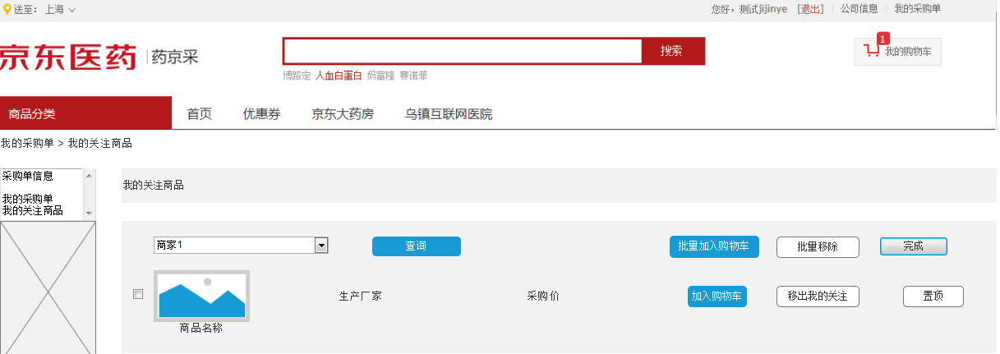 送至： 上海
您好，测试jijinye [退出] 公司信息 我的采购单
京东医药 药京采
搜索
1
我的购物车
博路定 人血白蛋白 妈富隆 赛诺菲
商品分类 首页 优惠券 京东大药房 乌镇互联网医院
我的采购单 > 我的关注商品
采购单信息
我的采购单
我的关注商品
我的关注商品
商家1 查询 批量加入购物车 批量移除 完成
生产厂家 采购价 加入购物车 移出我的关注 置顶
商品名称